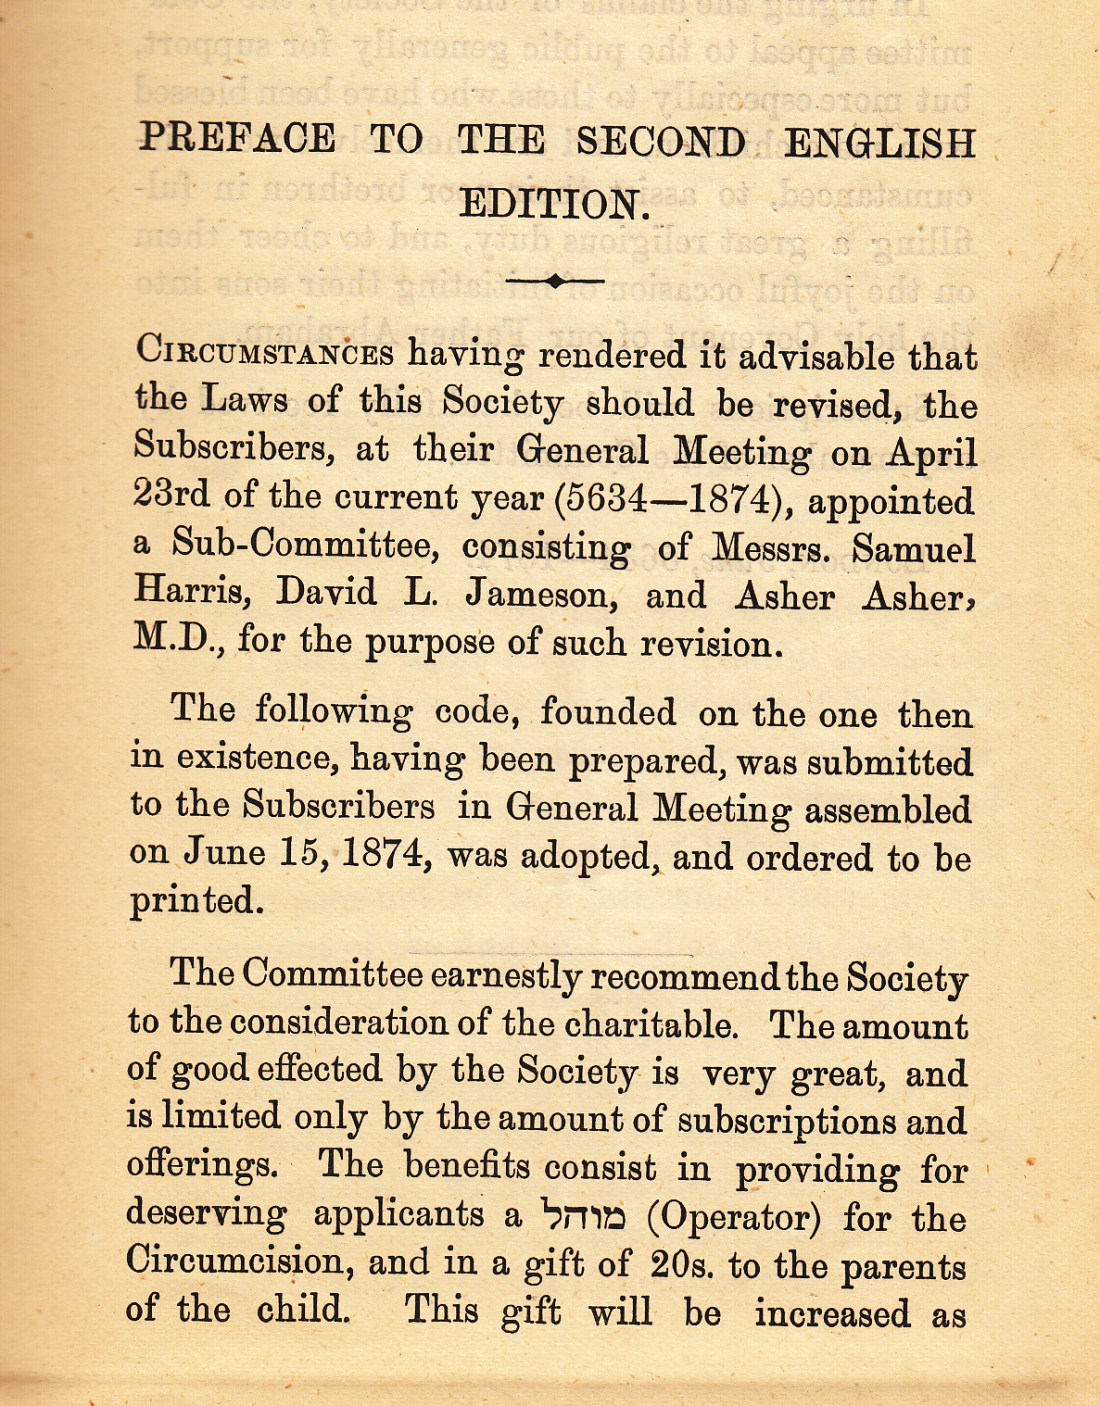 PREFACE TO THE SECOND ENGLISH
EDITION.
CIRCUMSTANCES having rendered it advisable that
the Laws of this Society should be revised, the
Subscribers, at their General Meeting on April
23rd of the current year (5634—1874), appointed
a Sub-Committee, consisting of Messrs. Samuel
Harris, David L. Jameson, and Asher Asher,
M.D., for the purpose of such revision.
The following code, founded on the one then
in existence, having been prepared, was submitted
to the Subscribers in General Meeting assembled
on June 15, 1874, was adopted, and ordered to be
printed.
The Committee earnestly recommend the Society
to the consideration of the charitable. The amount
of good effected by the Society is very great, and
is limited only by the amount of subscriptions and
offerings. The benefits consist in providing for
deserving applicants a מוהל (Operator) for the
Circumcision, and in a gift of 20s. to the parents
of the child. This gift will be increased as